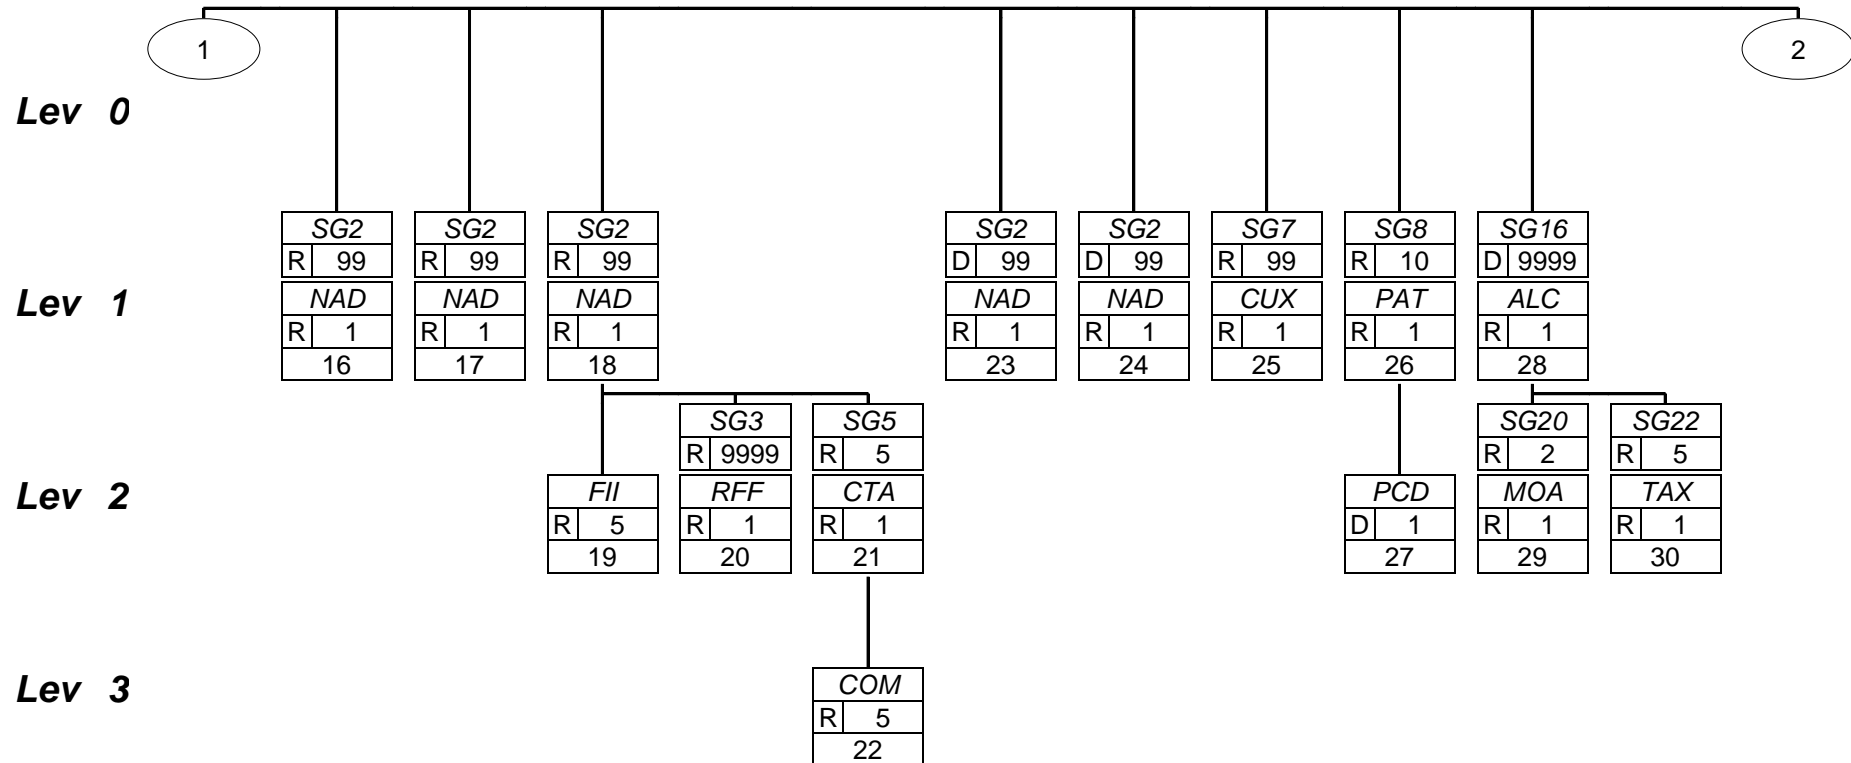 1 2
Lev 0
SG2 SG2 SG2 SG2 SG2 SG7 SG8 SG16
R 99 R 99 R 99 D 99 D 99 R 99 R 10 D 9999
Lev 1
NAD NAD NAD NAD NAD CUX PAT ALC
R 1 R 1 R 1 R 1 R 1 R 1 R 1 R 1
16 17 18 23 24 25 26 28
SG3 SG5 SG20 SG22
R 9999 R 5 R 2 R 5
Lev 2
FII RFF CTA PCD MOA TAX
R 5 R 1 R 1 D 1 R 1 R 1
19 20 21 27 29 30
Lev 3
COM
R 5
22